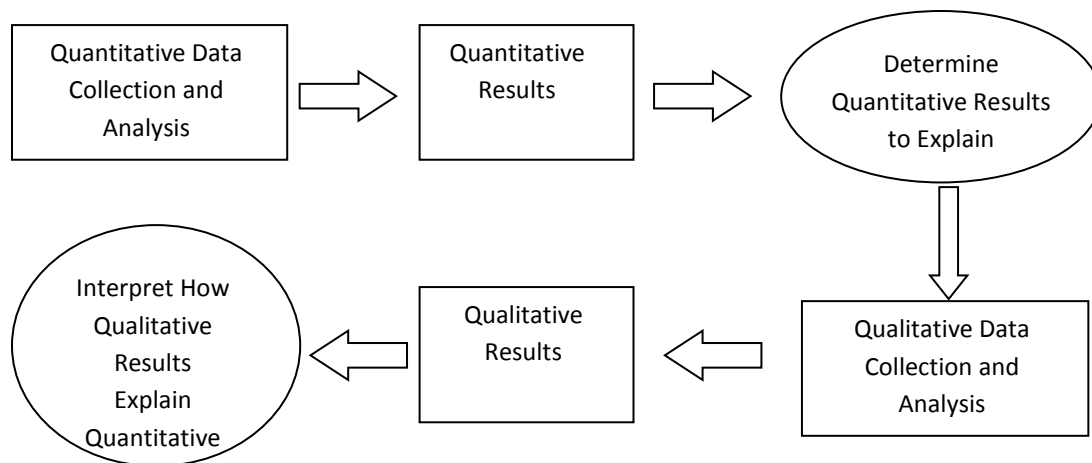 Quantitative Data
Collection and
Analysis
Quantitative
Results
Determine
Quantitative Results
to Explain
Qualitative Data
Collection and
Analysis
Qualitative
Results
Interpret How
Qualitative
Results
Explain
Quantitative